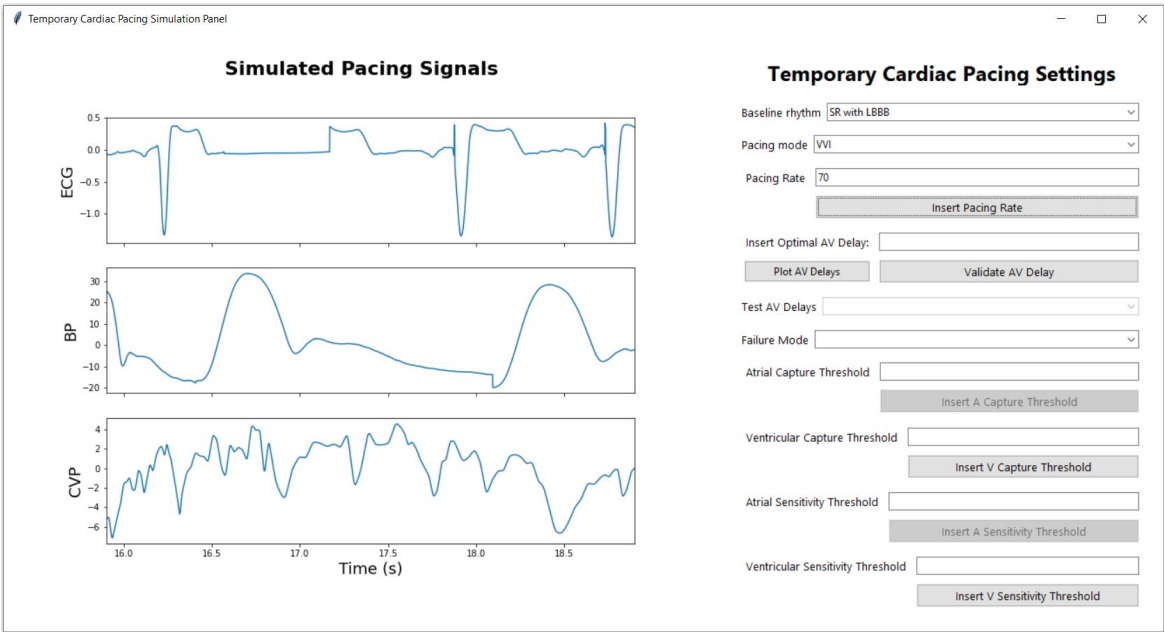 Temporary Cardiac Pacing Simulation Panel
Simulated Pacing Signals
ECG
0.5
0.0
−0.5
−1.0
BP
30
20
10
0
−10
−20
CVP
4
2
0
−2
−4
−6
16.0 16.5 17.0 17.5 18.0 18.5
Time (s)
Temporary Cardiac Pacing Settings
Baseline rhythm SR with LBBB
Pacing mode VVI
Pacing Rate 70
Insert Pacing Rate
Insert Optimal AV Delay:
Plot AV Delays Validate AV Delay
Test AV Delays
Failure Mode
Atrial Capture Threshold
Insert A Capture Threshold
Ventricular Capture Threshold
Insert V Capture Threshold
Atrial Sensitivity Threshold
Insert A Sensitivity Threshold
Ventricular Sensitivity Threshold
Insert V Sensitivity Threshold